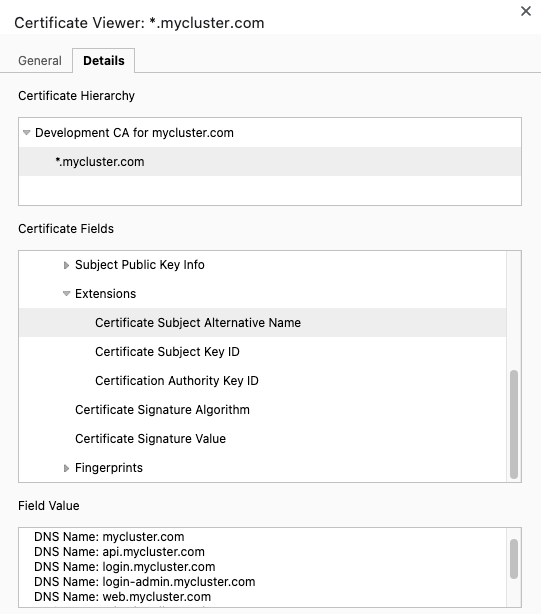 Certificate Viewer: *.mycluster.com
General
Details
Certificate Hierarchy
Development CA for mycluster.com
*.mycluster.com
Certificate Fields
Subject Public Key Info
Extensions
Certificate Subject Alternative Name
Certificate Subject Key ID
Certification Authority Key ID
Certificate Signature Algorithm
Certificate Signature Value
Fingerprints
Field Value
DNS Name: mycluster.com
DNS Name: api.mycluster.com
DNS Name: login.mycluster.com
DNS Name: login-admin.mycluster.com
DNS Name: web.mycluster.com